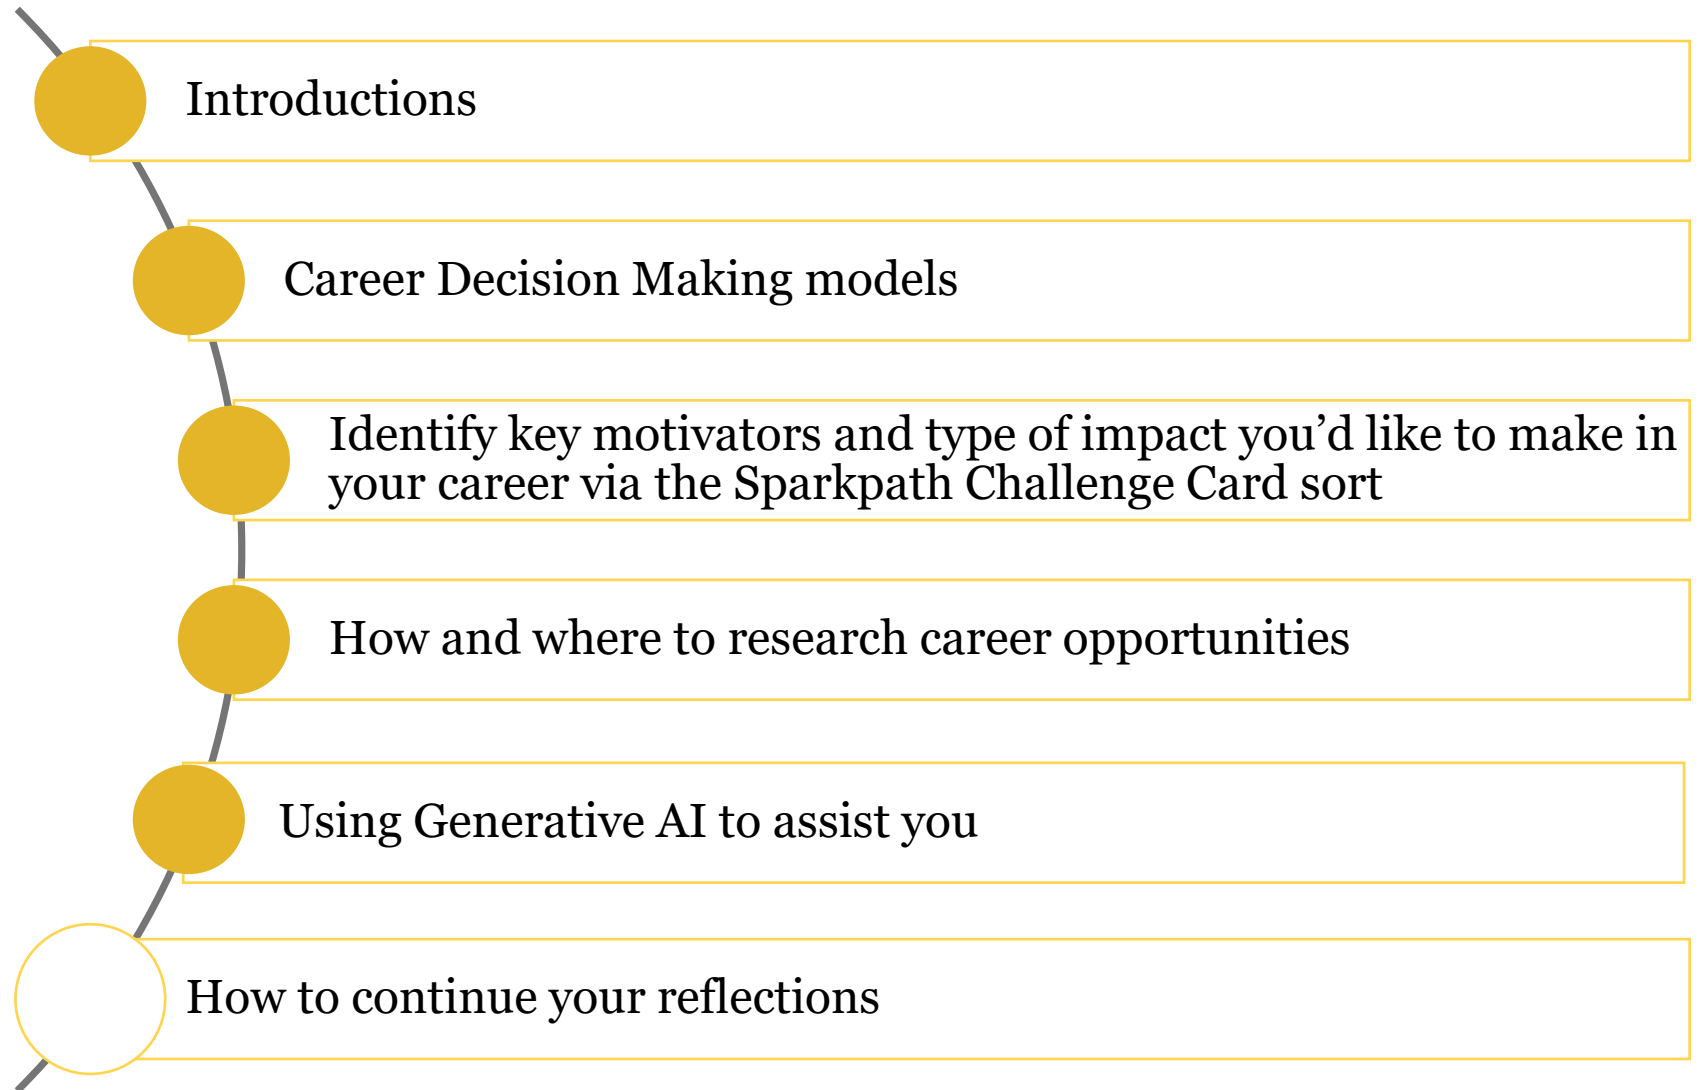 Introductions
Career Decision Making models
Identify key motivators and type of impact you’d like to make in
your career via the Sparkpath Challenge Card sort
How and where to research career opportunities
Using Generative AI to assist you
How to continue your reflections